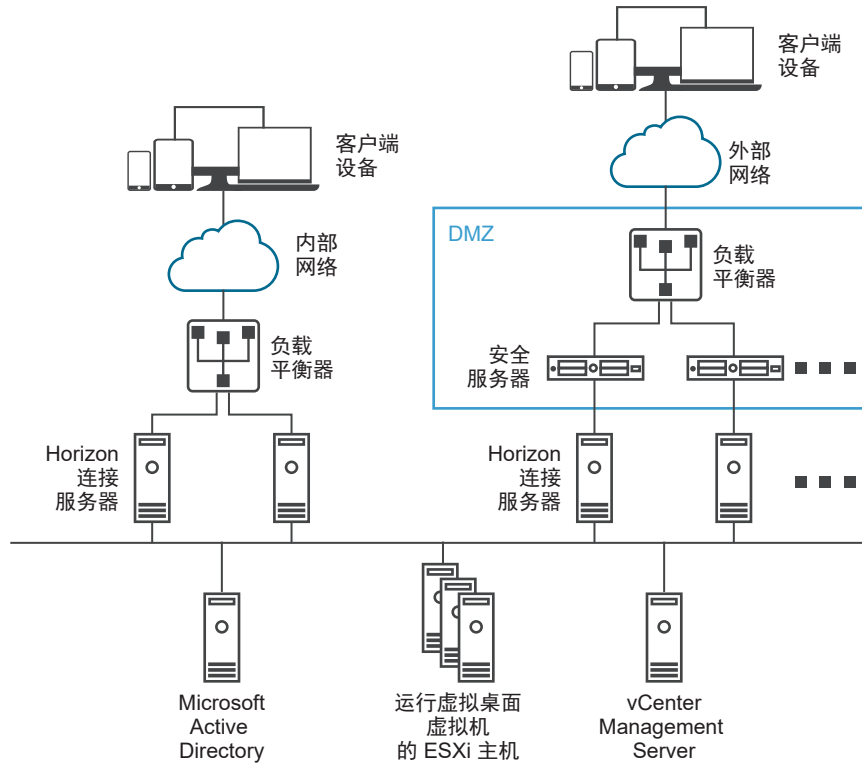 客户端
设备
外部
网络
DMZ
负载
平衡器
安全
服务器
Horizon
连接
服务器
客户端
设备
内部
网络
负载
平衡器
Horizon
连接
服务器
Microsoft
Active
Directory
运行虚拟桌面
虚拟机
的 ESXi 主机
vCenter
Management
Server